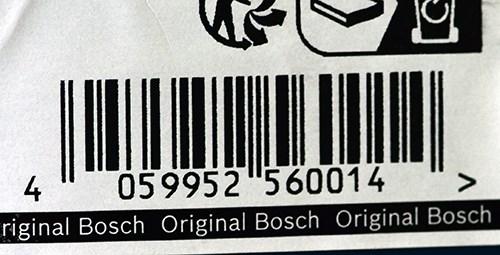 4 059952 560014 >
riginal Bosch Original Bosch Original Bosch